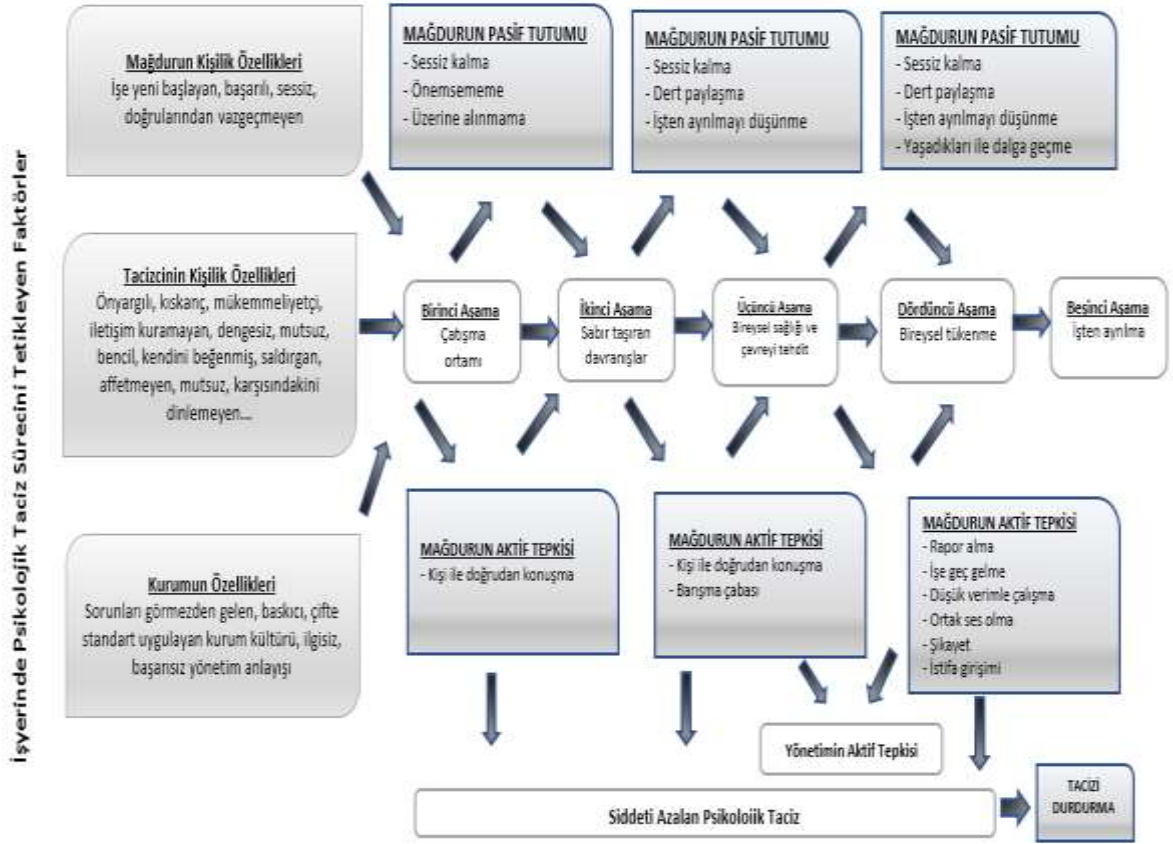 İşyerinde Psikolojik Taciz Sürecini Tetikleyen Faktörler
Mağdurun Kişilik Özellikleri
İşe yeni başlayan, başarılı, sessiz,
doğrularından vazgeçmeyen
Tacizcinin Kişilik Özellikleri
Önyargılı, kıskanç, mükemmeliyetçi,
iletişim kuramayan, dengesiz, mutsuz,
bencil, kendini beğenmiş, saldırgan,
affetmeyen, mutsuz, karşısındakini
dinlemeyen....
Kurumun Özellikleri
Sorunları görmezden gelen, baskıcı, çifte
standart uygulayan kurum kültürü, ilgisiz,
başarısız yönetim anlayışı
MAĞDURUN PASİF TUTUMU
- Sessiz kalma
- Önemsememe
- Üzerine alınmama
MAĞDURUN PASİF TUTUMU
- Sessiz kalma
- Dert paylaşma
- İşten ayrılmayı düşünme
MAĞDURUN PASİF TUTUMU
- Sessiz kalma
- Dert paylaşma
- İşten ayrılmayı düşünme
- Yaşadıkları ile dalga geçme
Birinci Aşama
Çatışma
ortamı
İkinci Aşama
Sabır taşıran
davranışlar
Üçüncü Aşama
Bireysel sağlığı ve
çevreyi tehdit
Dördüncü Aşama
Bireysel tükenme
Beşinci Aşama
İşten ayrılma
MAĞDURUN AKTİF TEPKİSİ
- Kişi ile doğrudan konuşma
MAĞDURUN AKTİF TEPKİSİ
- Kişi ile doğrudan konuşma
- Barışma çabası
MAĞDURUN AKTİF TEPKİSİ
- Rapor alma
- İşe geç gelme
- Düşük verimle çalışma
- Ortak ses olma
- Şikayet
- İstifa girişimi
Yönetimin Aktif Tepkisi
Siddeti Azalan Psikolojik Taciz
TACİZİ
DURDURMA